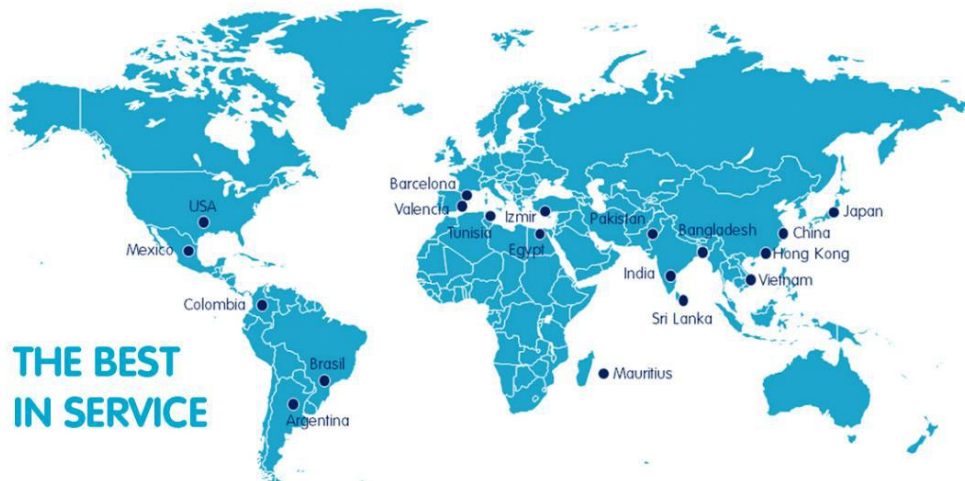 Barcelona
USA
Valencia
Izmir
Pakistan
Japan
Tunisia
Bangladesh
China
Mexico
Egypt
Hong Kong
India
Vietnam
Colombia
Sri Lanka
THE BEST
IN SERVICE
Brasil
Mauritius
Argentina